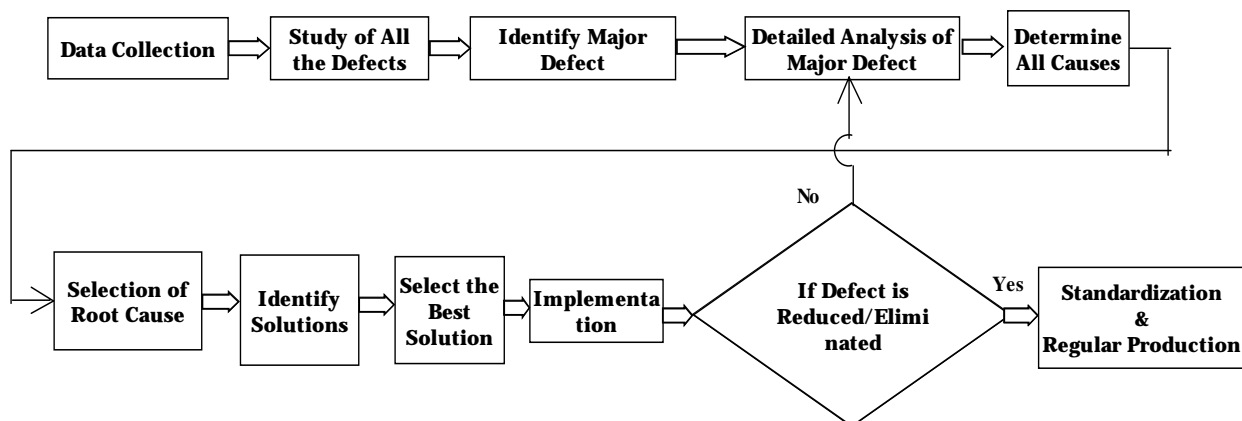 Data Collection
Study of All
the Defects
Identify Major
Defect
Detailed Analysis of
Major Defect
Determine
All Causes
No
Selection of
Root Cause
Identify
Solutions
Select the
Best
Solution
Implementa
tion
If Defect is
Reduced/Elimi
nated
Yes
Standardization
&
Regular Production